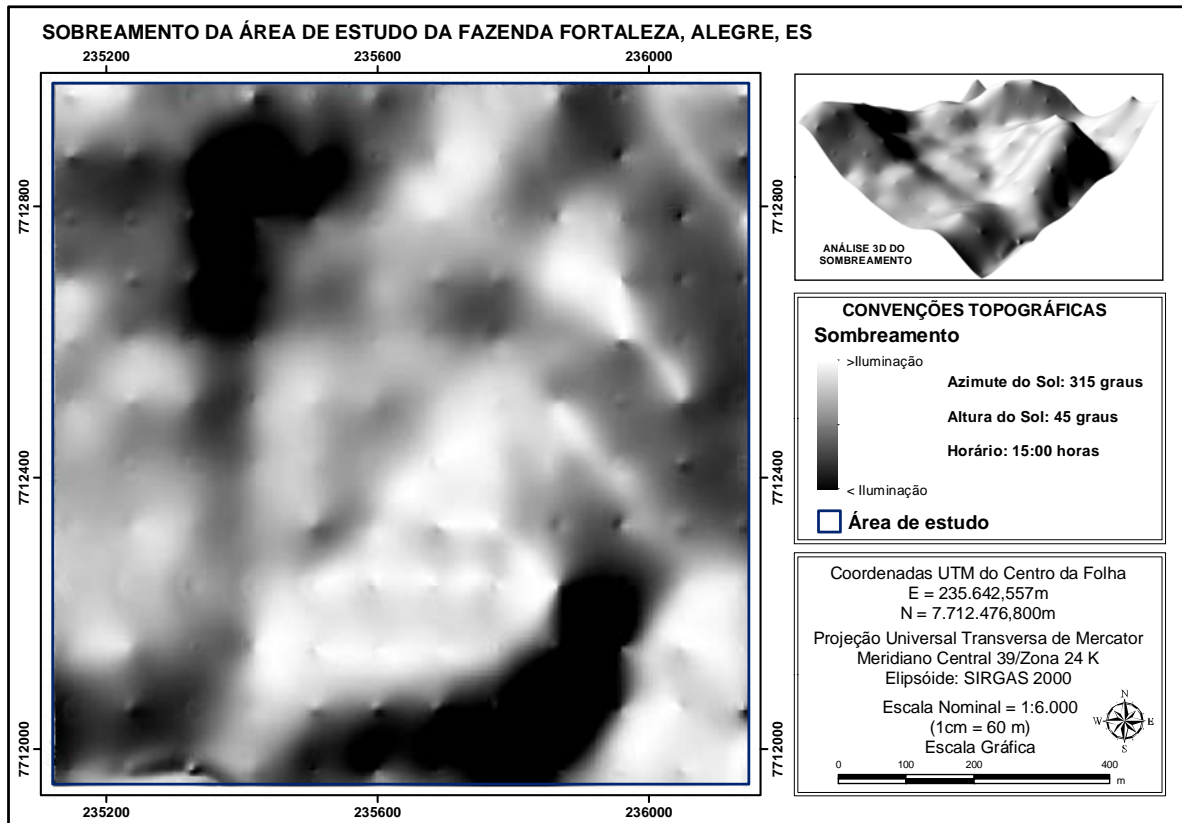 SOBREAMENTO DA ÁREA DE ESTUDO DA FAZENDA FORTALEZA, ALEGRE, ES
235200 235600 236000
7712800 7712800
7712400 7712400
7712000 7712000
235200 235600 236000
ANÁLISE 3D DO
SOMBREAMENTO
CONVENÇÕES TOPOGRÁFICAS
Sombreamento
>Iluminação
Azimute do Sol: 315 graus
Altura do Sol: 45 graus
Horário: 15:00 horas
< Iluminação
Área de estudo
Coordenadas UTM do Centro da Folha
E = 235.642,557m
N = 7.712.476,800m
Projeção Universal Transversa de Mercator
Meridiano Central 39/Zona 24 K
Elipsóide: SIRGAS 2000
Escala Nominal = 1:6.000
(1cm = 60 m)
Escala Gráfica
N
W E
S
0 100 200 400
m